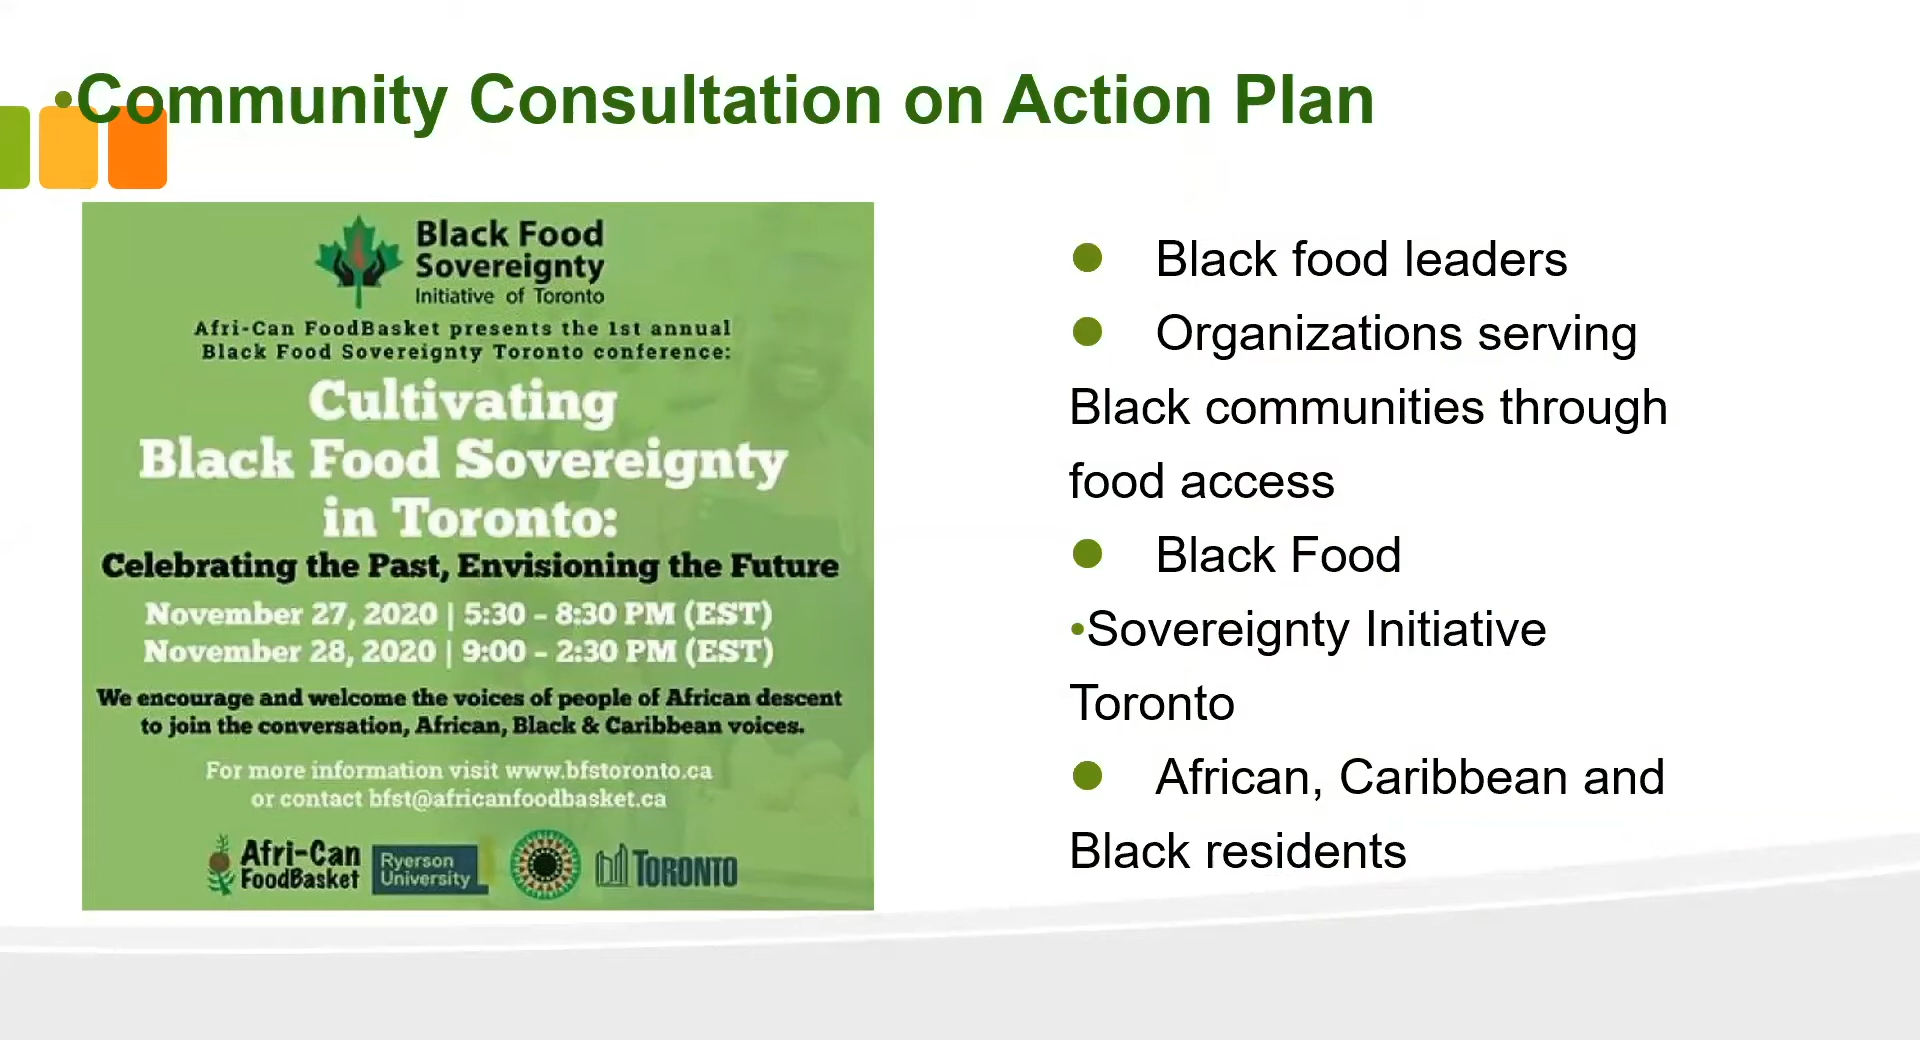 •Community Consultation on Action Plan
Black Food
Sovereignty
Initiative of Toronto
Afri-Can FoodBasket presents the 1st annual
Black Food Sovereignty Toronto conference:
Cultivating
Black Food Sovereignty
in Toronto:
Celebrating the Past, Envisioning the Future
November 27, 2020 | 5:30 – 8:30 PM (EST)
November 28, 2020 | 9:00 – 2:30 PM (EST)
We encourage and welcome the voices of people of African descent
to join the conversation, African, Black & Caribbean voices.
For more information visit www.bfstoronto.ca
or contact bfst@africanfoodbasket.ca
Afri-Can
FoodBasket
Ryerson
University
TORONTO
● Black food leaders
● Organizations serving
Black communities through
food access
● Black Food
•Sovereignty Initiative
Toronto
● African, Caribbean and
Black residents